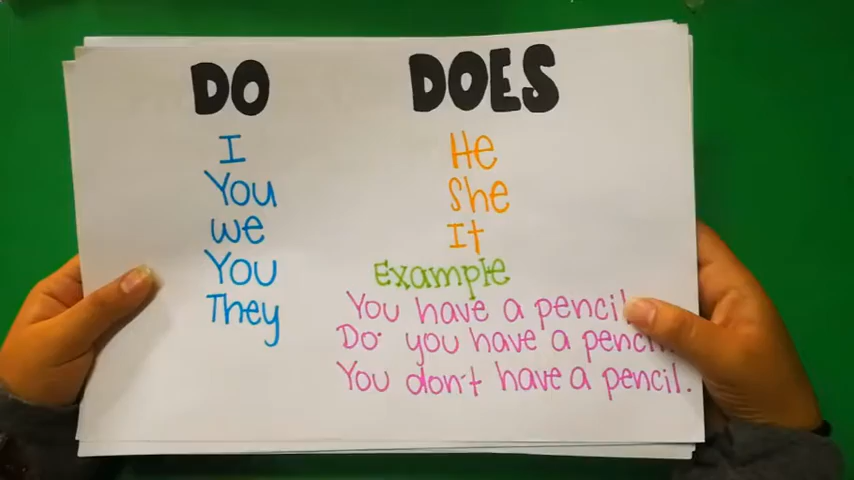 DO DOES
I
You
We
You
They
He
She
It
Example
You have a pencil
Do you have a
You don't have a pencil.